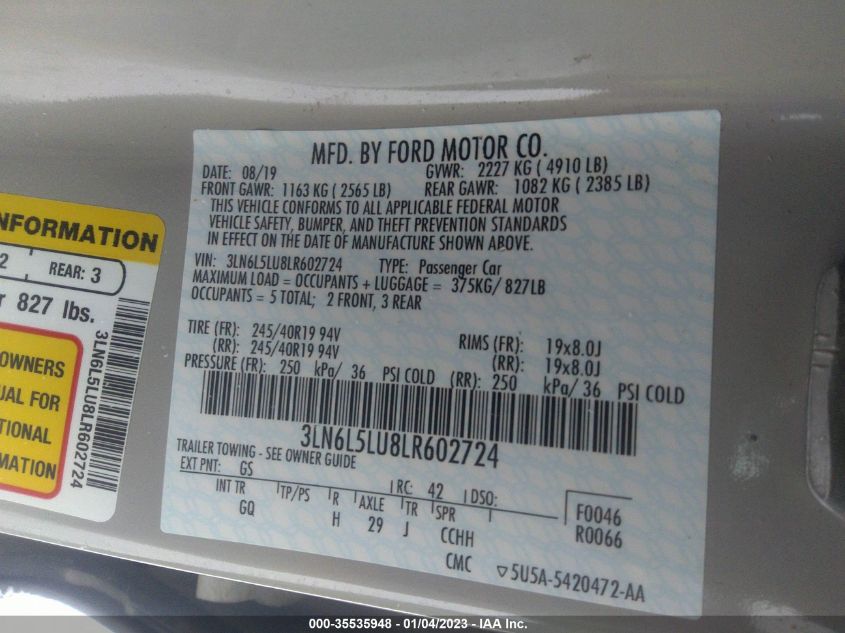 MFD. BY FORD MOTOR CO.
DATE: 08/19 GVWR: 2227 KG ( 4910 LB)
FRONT GAWR: 1163 KG ( 2565 LB) REAR GAWR: 1082 KG ( 2385 LB)
THIS VEHICLE CONFORMS TO ALL APPLICABLE FEDERAL MOTOR
VEHICLE SAFETY, BUMPER, AND THEFT PREVENTION STANDARDS
IN EFFECT ON THE DATE OF MANUFACTURE SHOWN ABOVE.
VIN: 3LN6L5LU8LR602724 TYPE: Passenger Car
MAXIMUM LOAD = OCCUPANTS + LUGGAGE = 375KG/ 827LB
OCCUPANTS = 5 TOTAL; 2 FRONT, 3 REAR
TIRE (FR): 245/40R19 94V RIMS (FR): 19x8.0J
(RR): 245/40R19 94V (RR): 19x8.0J
PRESSURE (FR): 250 kPa/ 36 PSI COLD (RR): 250 kPa/ 36 PSI COLD
3LN6L5LU8LR602724
TRAILER TOWING - SEE OWNER GUIDE
EXT PNT: GS RC: 42 DSO:
INT TR TP/PS R AXLE TR SPR F0046
GQ H 29 J CCHH R0066
CMC ▽5U5A-5420472-AA
INFORMATION
2 REAR: 3
827 lbs.
OWNERS
UAL FOR
TIONAL
MATION
3LN6L5LU8LR602724
000-35535948 - 01/04/2023 - IAA Inc.